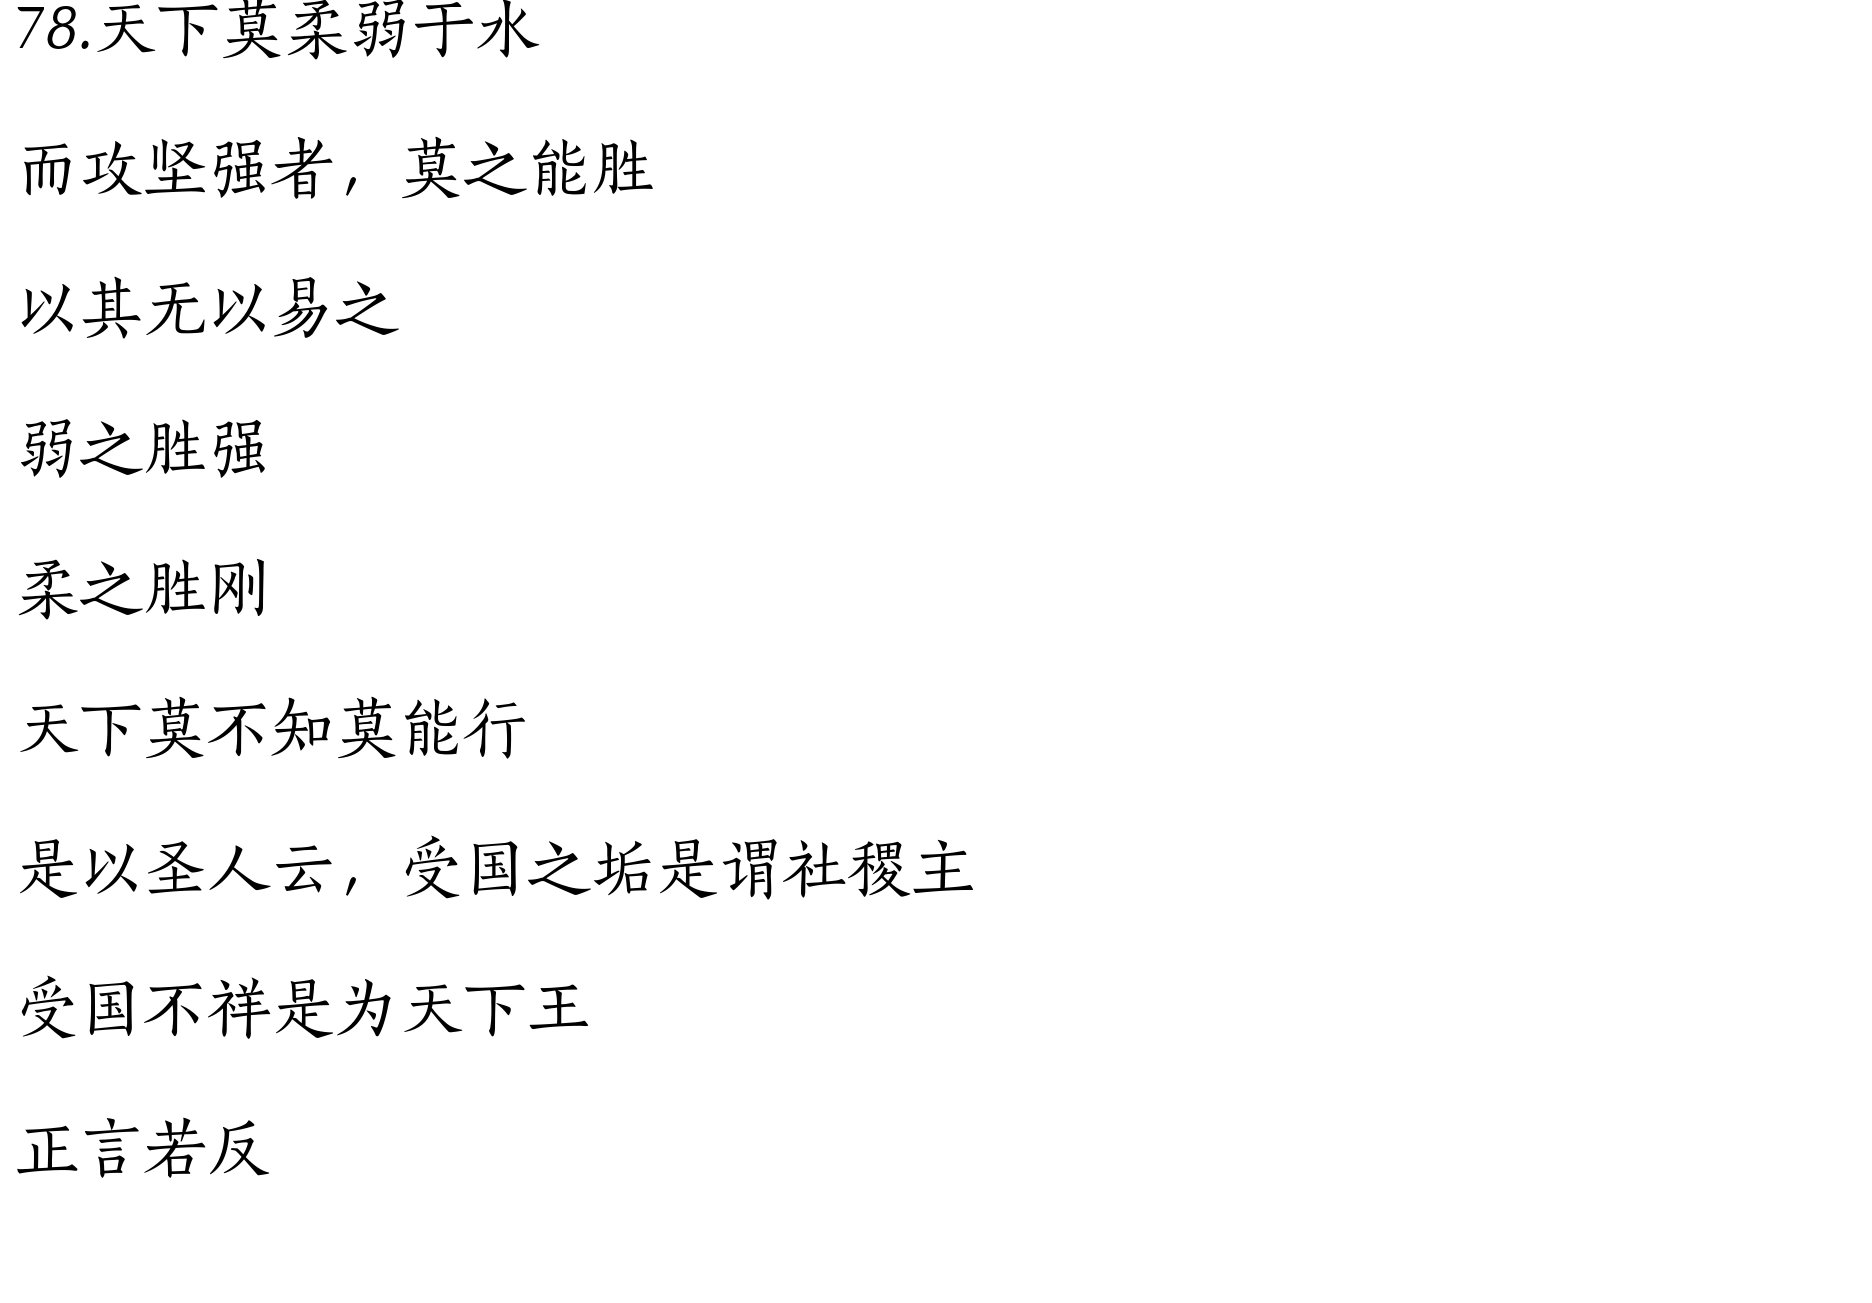 78.天下莫柔弱于水
而攻坚强者，莫之能胜
以其无以易之
弱之胜强
柔之胜刚
天下莫不知莫能行
是以圣人云，受国之垢是谓社稷主
受国不祥是为天下王
正言若反